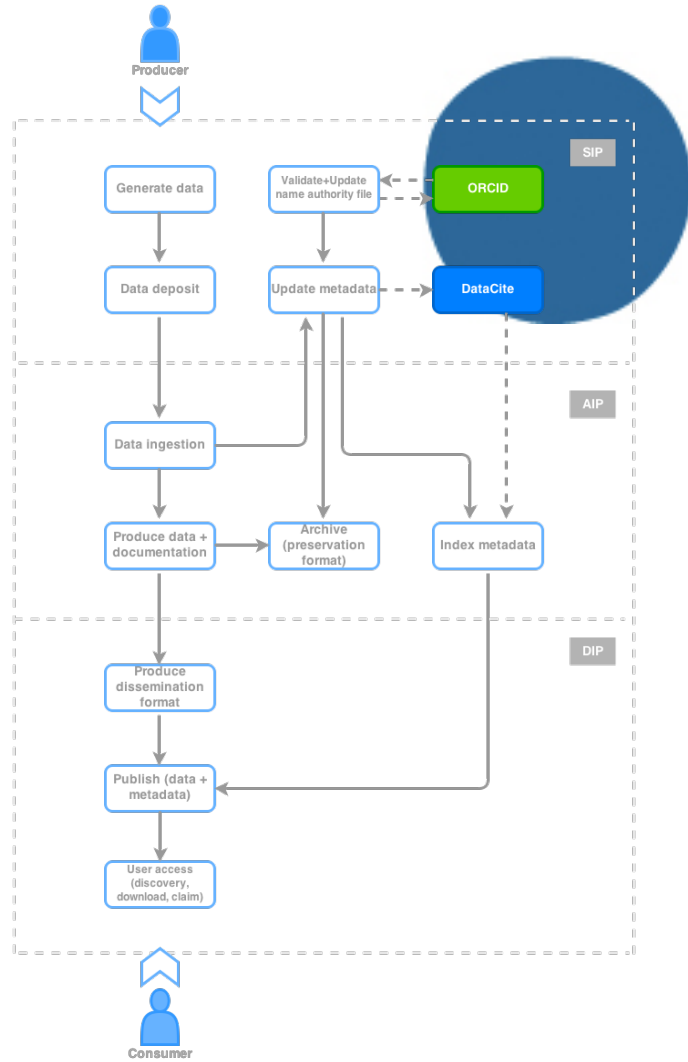 Producer
SIP
Generate data
Validate+Update
name authority file
ORCID
Data deposit
Update metadata
DataCite
AIP
Data ingestion
Produce data +
documentation
Archive
(preservation
format)
Index metadata
DIP
Produce
dissemination
format
Publish (data +
metadata)
User access
(discovery,
download, claim)
Consumer